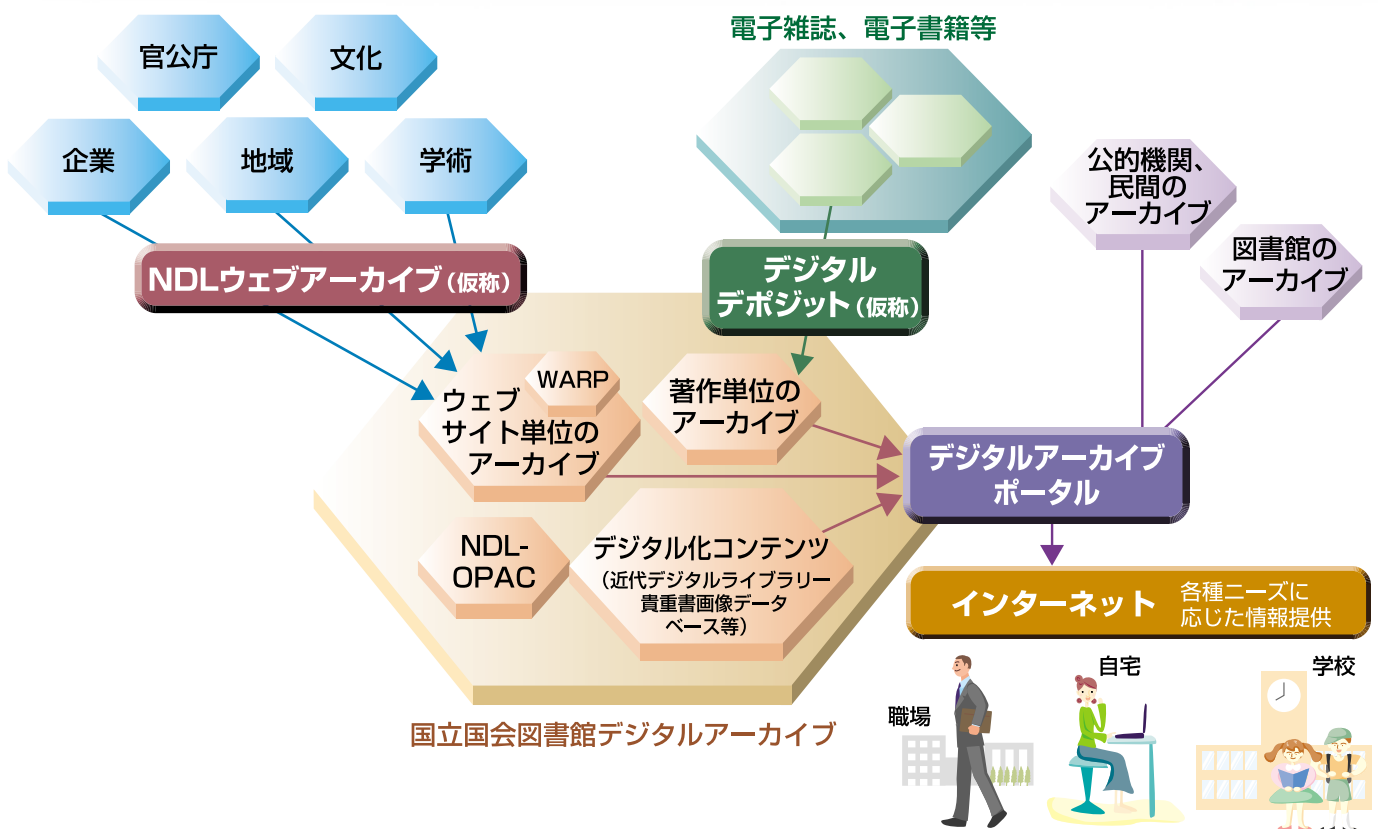 官公庁
文化
企業
地域
学術
NDLウェブアーカイブ（仮称）
電子雑誌、電子書籍等
デジタル
デポジット（仮称）
公的機関、
民間の
アーカイブ
図書館の
アーカイブ
WARP
ウェブ
サイト単位の
アーカイブ
著作単位の
アーカイブ
NDL-
OPAC
デジタル化コンテンツ
（近代デジタルライブラリー
貴重書画像データ
ベース等）
国立国会図書館デジタルアーカイブ
デジタルアーカイブ
ポータル
インターネット
各種ニーズに
応じた情報提供
職場
自宅
学校